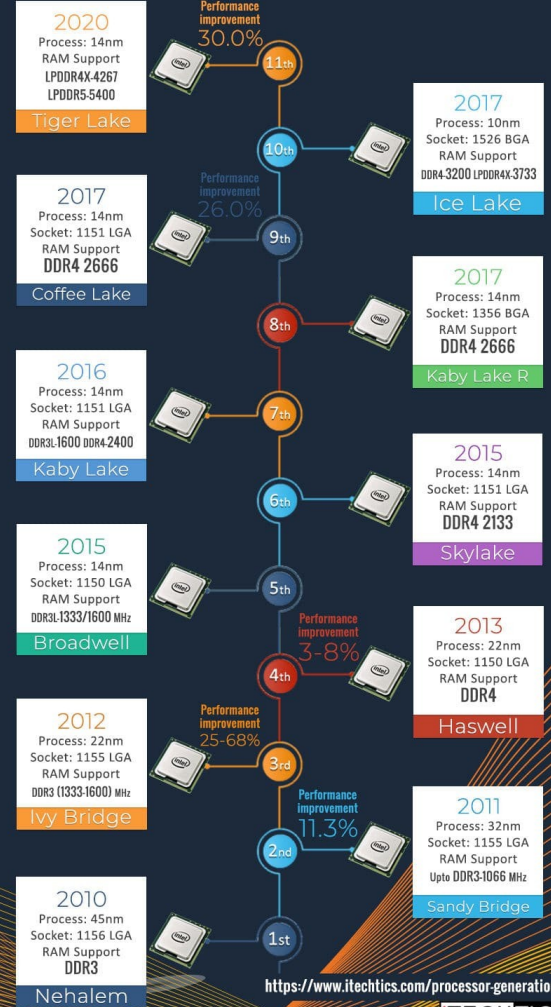 2020
Process: 14nm
RAM Support
LPDDR4X-4267
LPDDR5-5400
Tiger Lake
Performance
improvement
30.0%
11th
2017
Process: 10nm
Socket: 1526 BGA
RAM Support
DDR4-3200 LPDDR4X-3733
Ice Lake
10th
2017
Process: 14nm
Socket: 1151 LGA
RAM Support
DDR4 2666
Coffee Lake
Performance
improvement
26.0%
9th
2017
Process: 14nm
Socket: 1356 BGA
RAM Support
DDR4 2666
Kaby Lake R
8th
2016
Process: 14nm
Socket: 1151 LGA
RAM Support
DDR3L-1600 DDR4-2400
Kaby Lake
7th
2015
Process: 14nm
Socket: 1151 LGA
RAM Support
DDR4 2133
Skylake
6th
2015
Process: 14nm
Socket: 1150 LGA
RAM Support
DDR3L-1333/1600 MHz
Broadwell
5th
Performance
improvement
3-8%
2013
Process: 22nm
Socket: 1150 LGA
RAM Support
DDR4
Haswell
4th
2012
Process: 22nm
Socket: 1155 LGA
RAM Support
DDR3 (1333-1600) MHz
Ivy Bridge
Performance
improvement
25-68%
3rd
Performance
improvement
11.3%
2011
Process: 32nm
Socket: 1155 LGA
RAM Support
Upto DDR3-1066 MHz
Sandy Bridge
2nd
2010
Process: 45nm
Socket: 1156 LGA
RAM Support
DDR3
Nehalem
1st
https://www.itechtics.com/processor-generatio